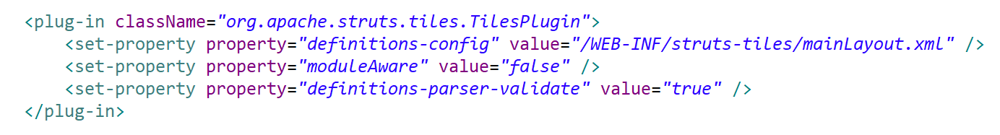 <plug-in className="org.apache.struts.tiles.TilesPlugin">
    <set-property property="definitions-config" value="/WEB-INF/struts-tiles/mainLayout.xml" />
    <set-property property="moduleAware" value="false" />
    <set-property property="definitions-parser-validate" value="true" />
</plug-in>